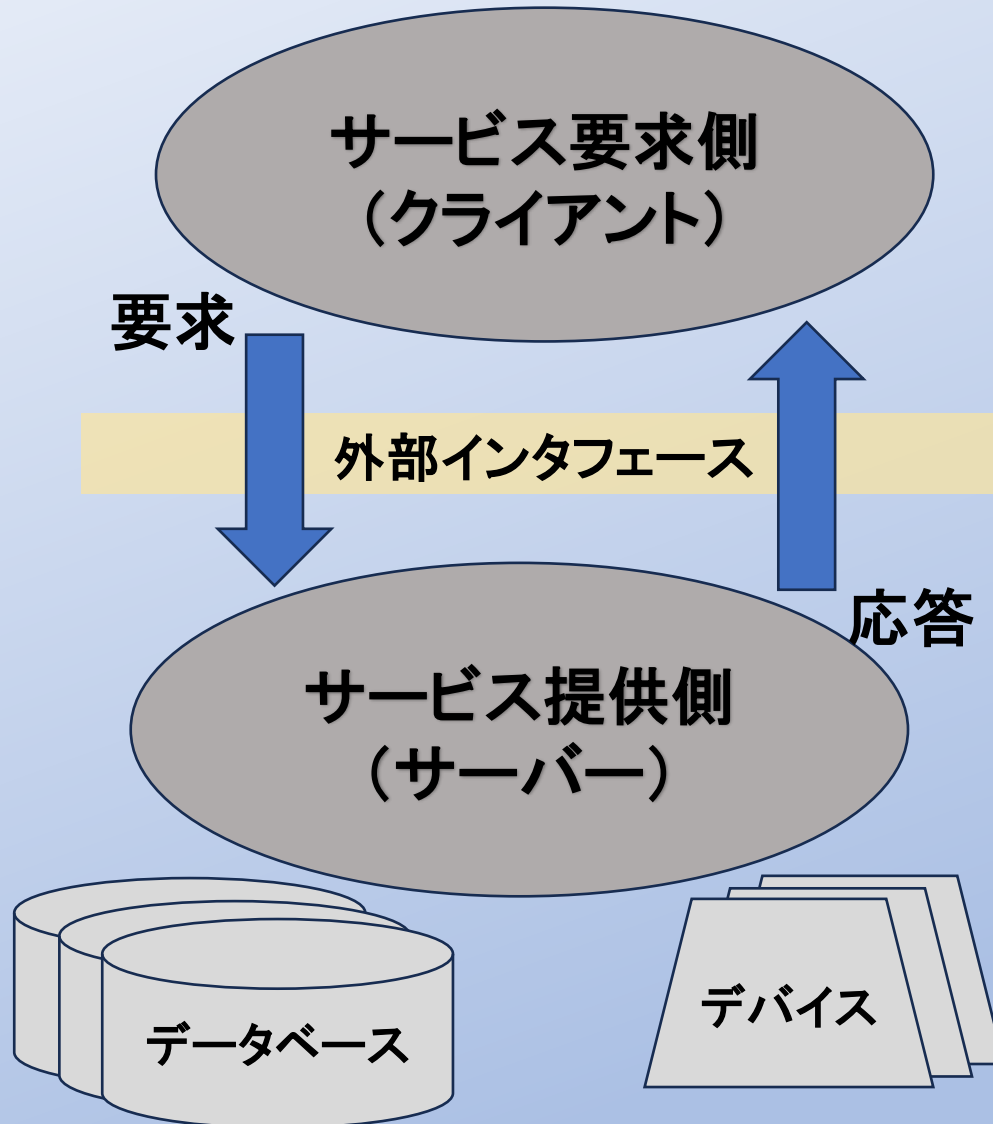 サービス要求側
（クライアント）
要求
外部インタフェース
応答
サービス提供側
（サーバー）
データベース
デバイス